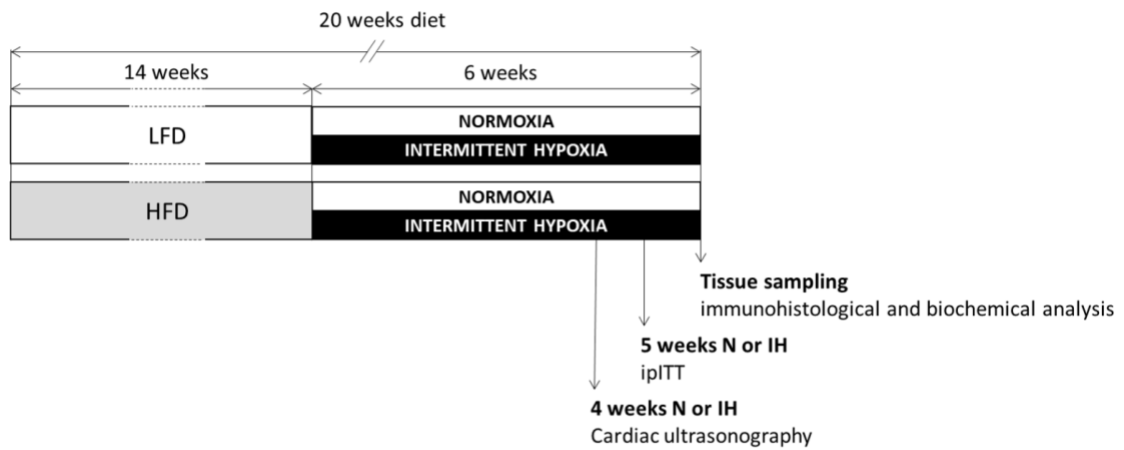 20 weeks diet
14 weeks
6 weeks
LFD
NORMOXIA
INTERMITTENT HYPOXIA
HFD
NORMOXIA
INTERMITTENT HYPOXIA
Tissue sampling
immunohistological and biochemical analysis
5 weeks N or IH
ipITT
4 weeks N or IH
Cardiac ultrasonography